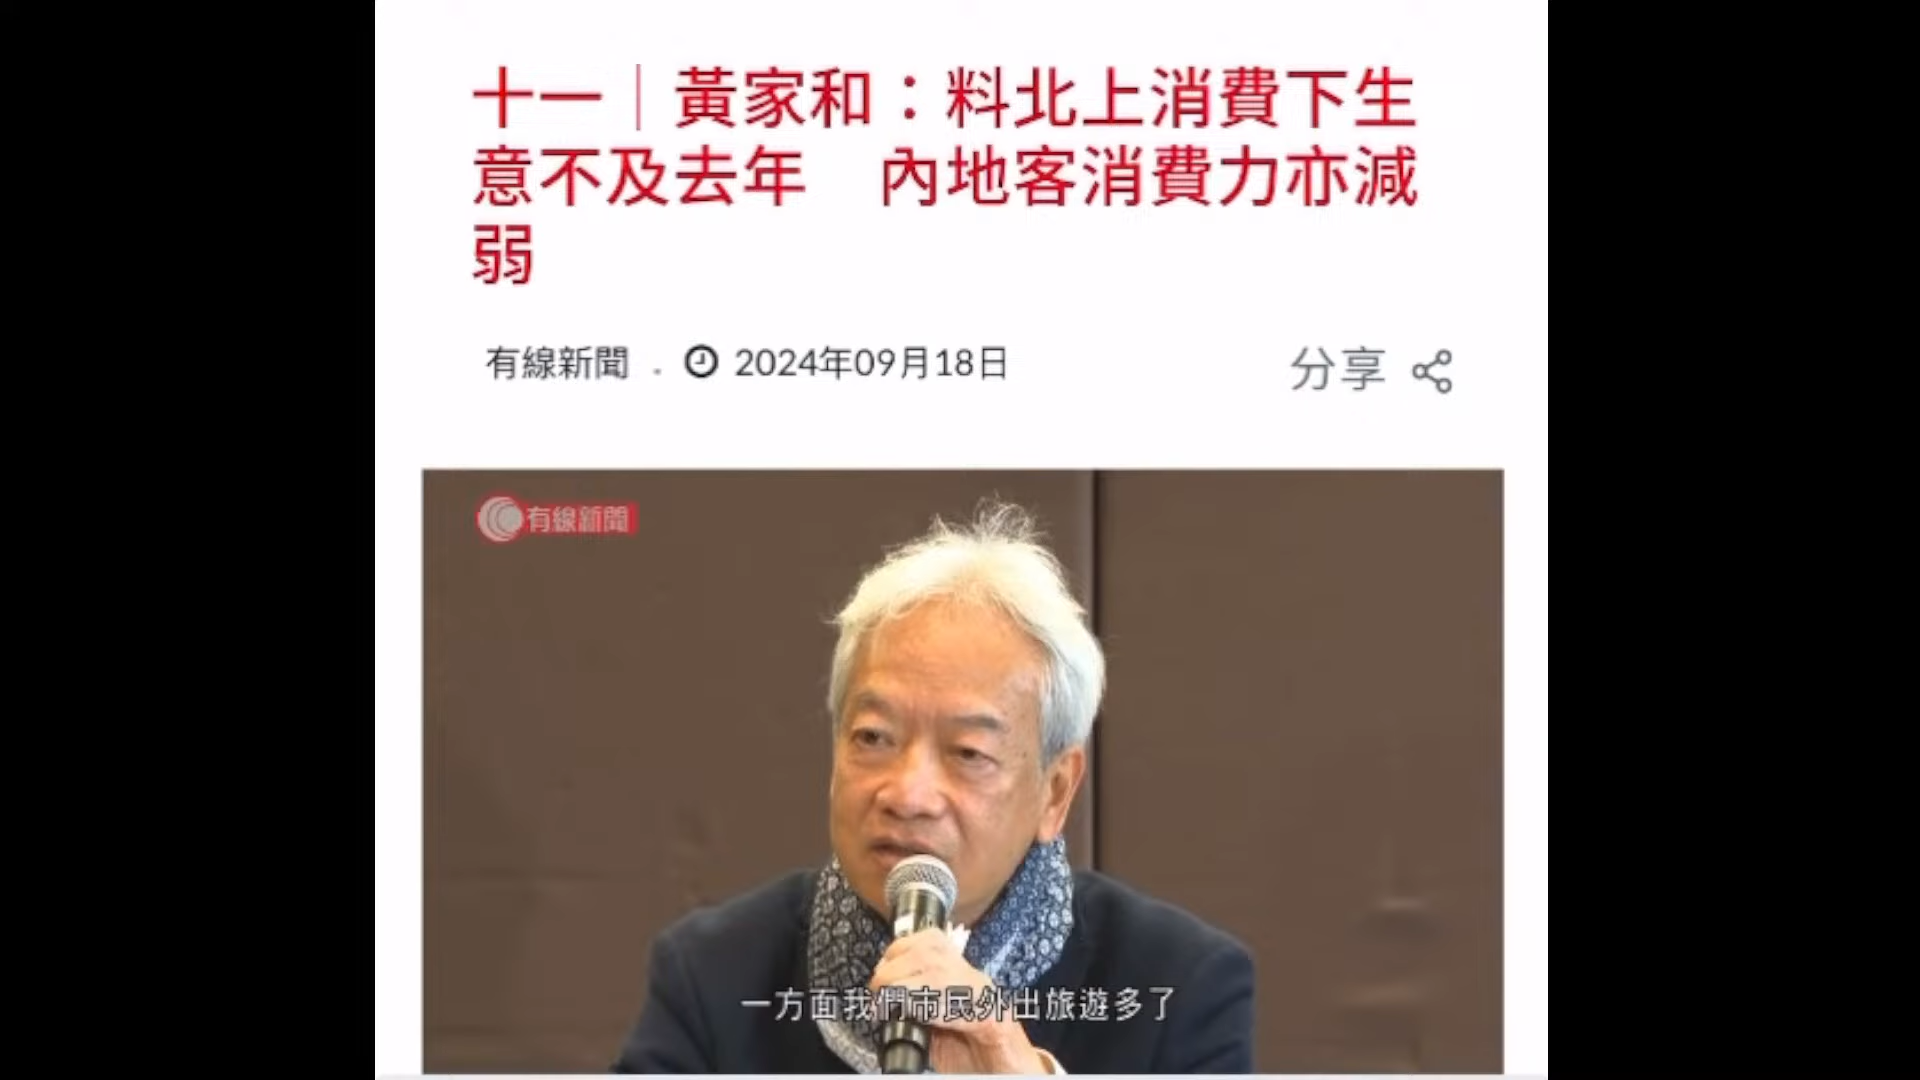 十一｜黃家和：料北上消費下生
意不及去年　內地客消費力亦減
弱
有線新聞 . 2024年09月18日
分享
有線新聞
一方面我們市民外出旅遊多了